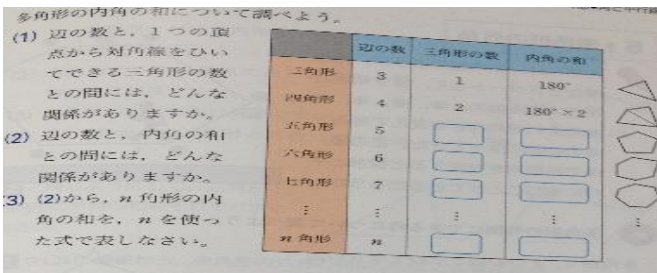 多角形の内角の和について調べよう。
(1) 辺の数と，1つの頂
点から対角線をひい
てできる三角形の数
との間には，どんな
関係がありますか。
(2) 辺の数と，内角の和
との間には，どんな
関係がありますか。
(3) (2)から，n角形の内
角の和を，nを使っ
た式で表しなさい。
辺の数 三角形の数 内角の和
三角形 3 1 180°
四角形 4 2 180°×2
五角形 5
六角形 6
七角形 7
⋮ ⋮ ⋮ ⋮ ⋮
n角形 n